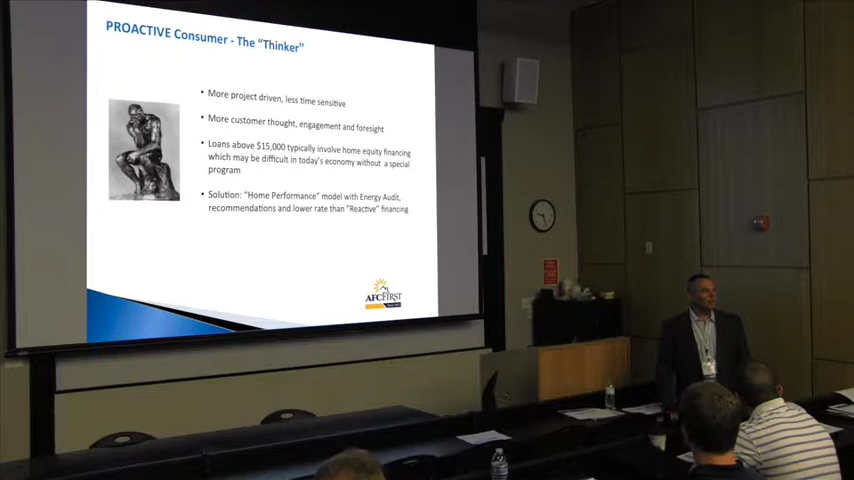 PROACTIVE Consumer - The "Thinker"
• More project driven, less time sensitive
• More customer thought, engagement and foresight
• Loans above $15,000 typically involve home equity financing
which may be difficult in today's economy without a special
program
• Solution: "Home Performance" model with Energy Audit,
recommendations and lower rate than "Reactive" financing
AFC FIRST